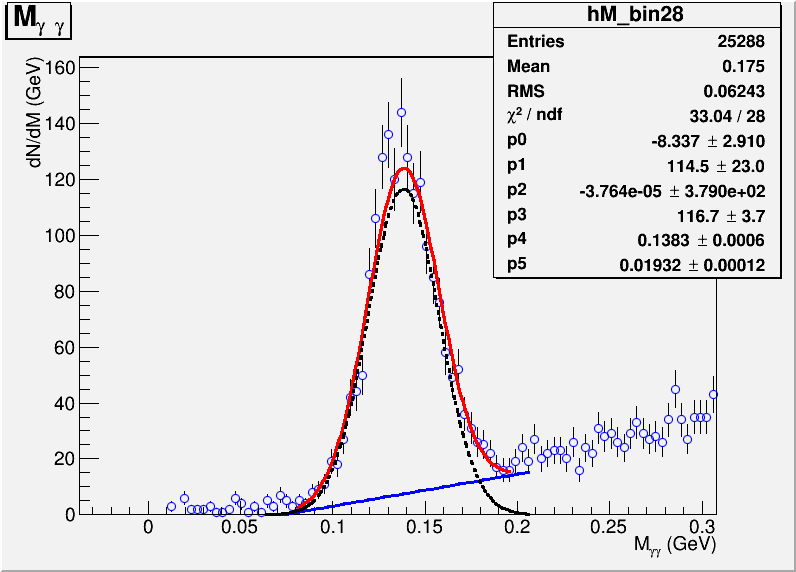 Mγ γ
hM_bin28
Entries 25288
Mean 0.175
RMS 0.06243
χ² / ndf 33.04 / 28
p0 -8.337 ± 2.910
p1 114.5 ± 23.0
p2 -3.764e-05 ± 3.790e+02
p3 116.7 ± 3.7
p4 0.1383 ± 0.0006
p5 0.01932 ± 0.00012
dN/dM (GeV)
160
140
120
100
80
60
40
20
0
0 0.05 0.1 0.15 0.2 0.25 0.3
Mγγ (GeV)